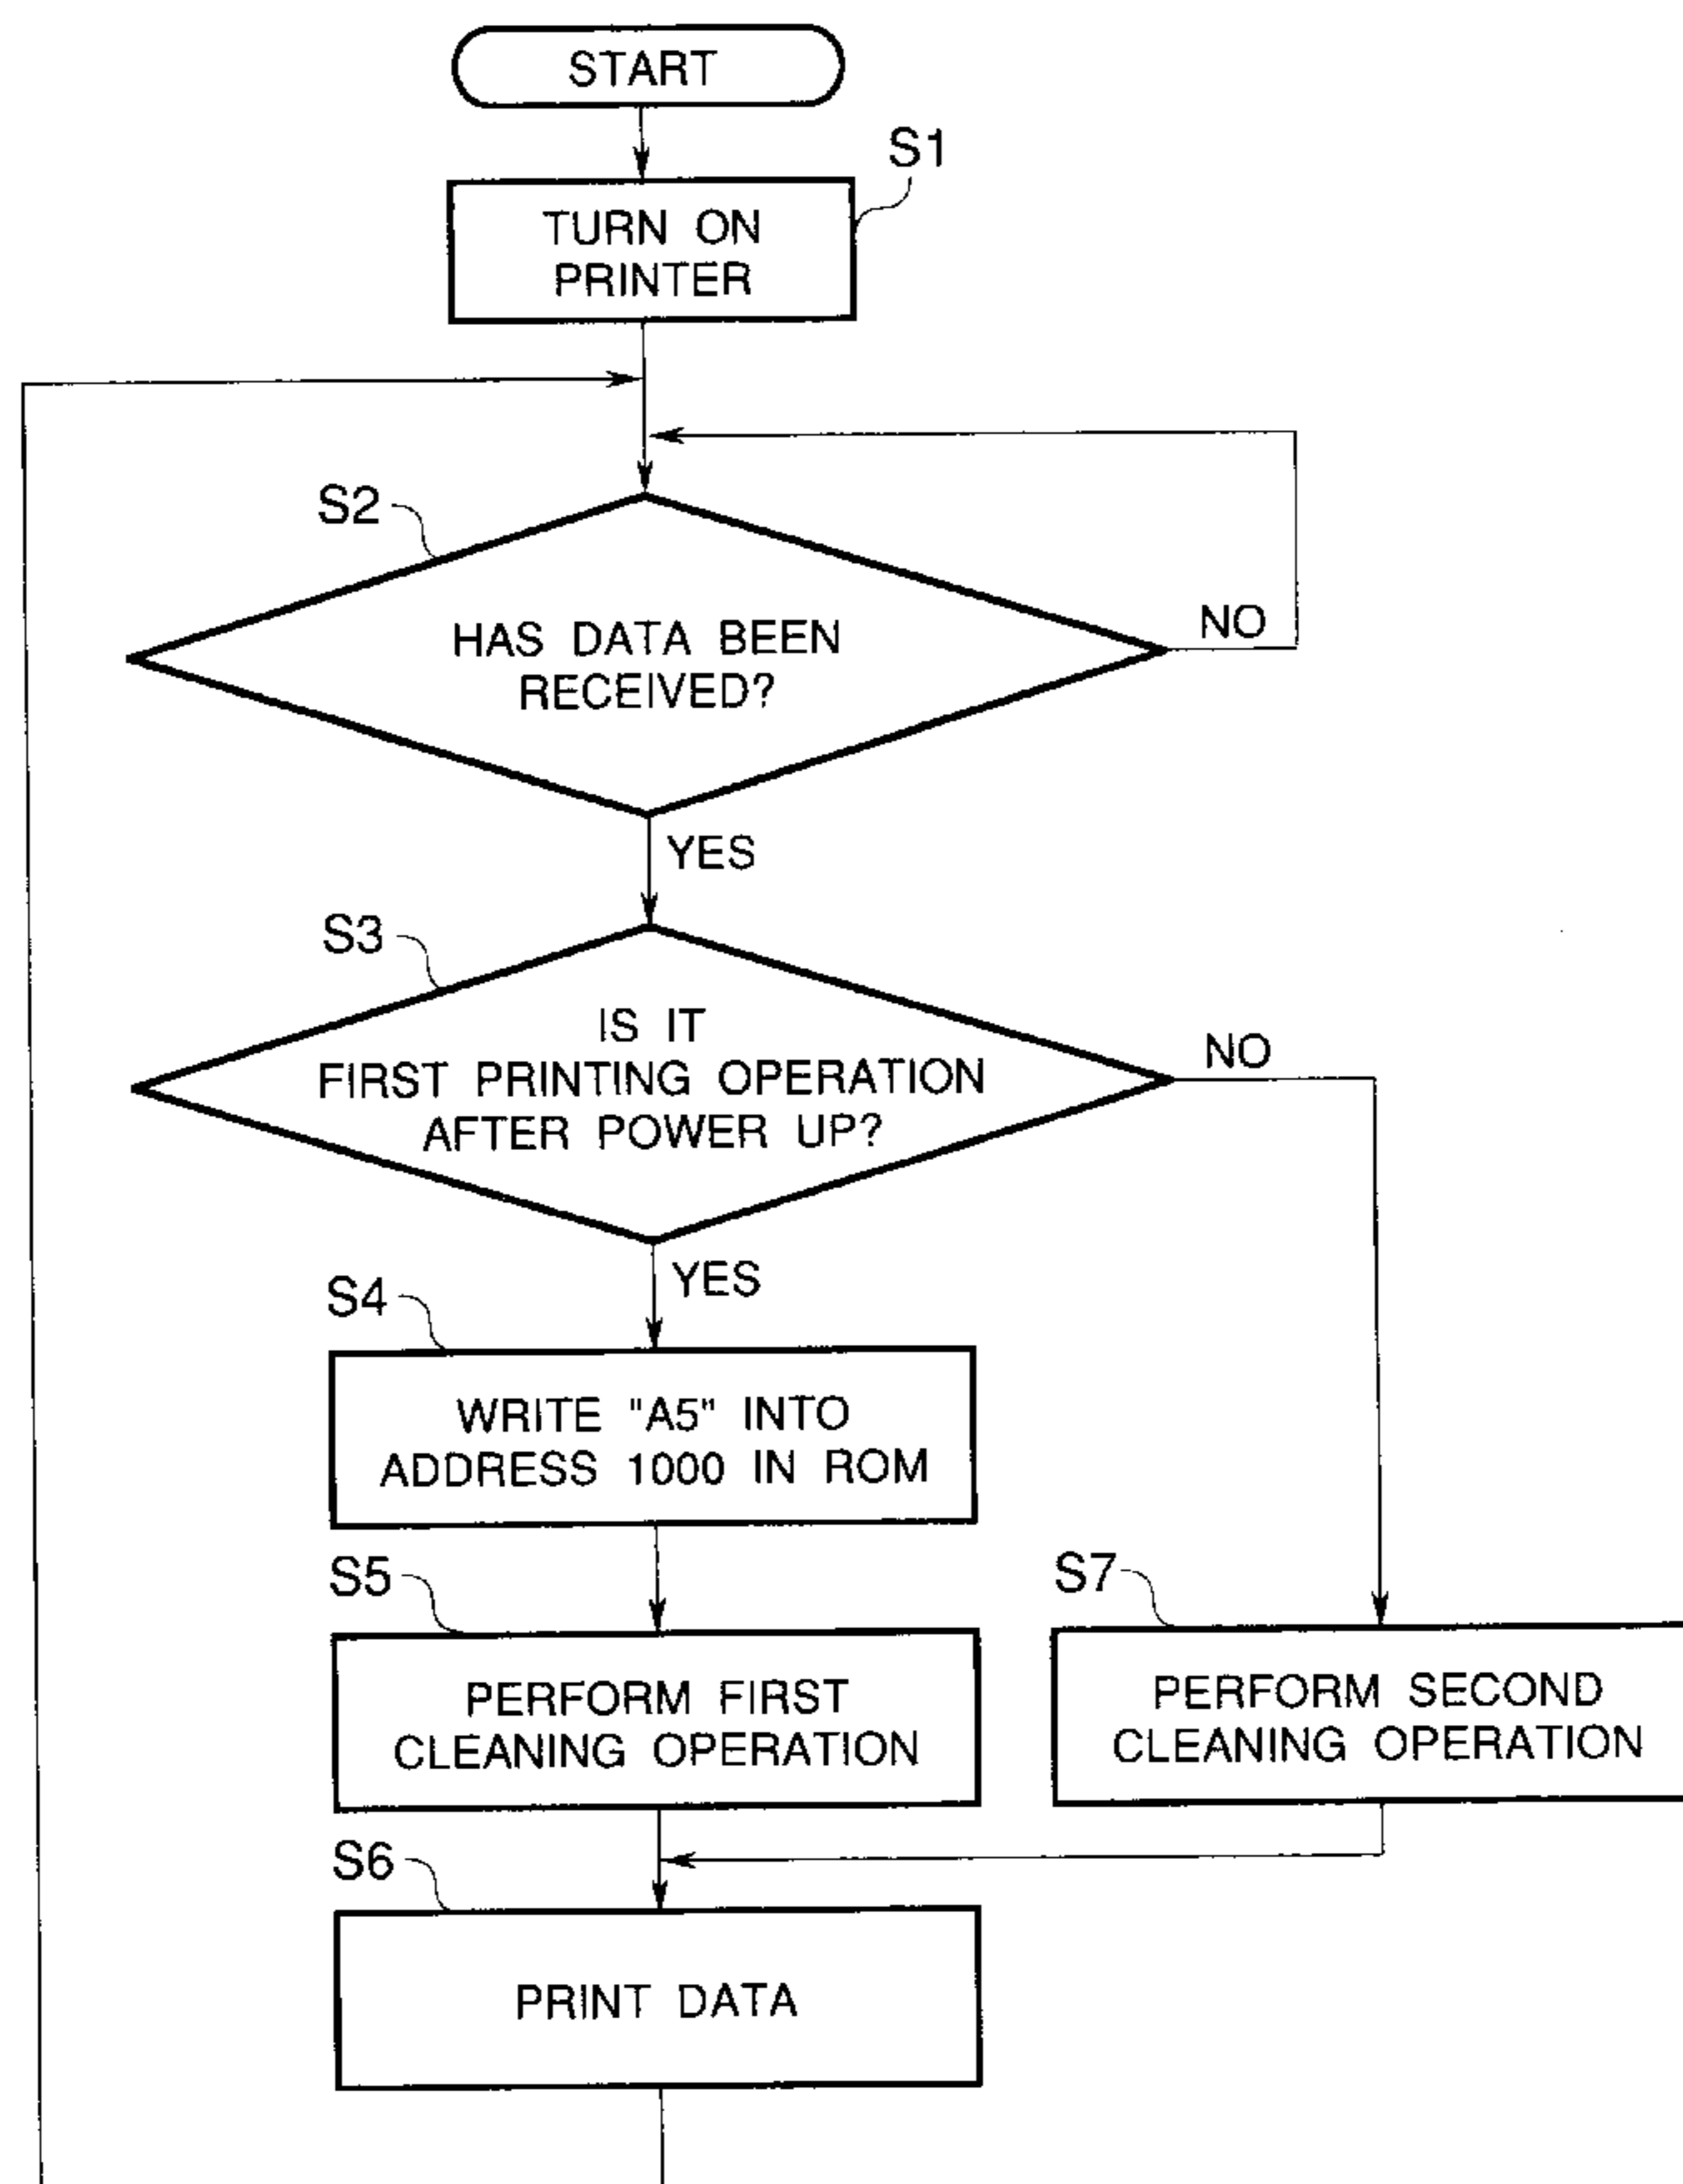 START
S1
TURN ON
PRINTER
S2
HAS DATA BEEN
RECEIVED?
NO
YES
S3
IS IT
FIRST PRINTING OPERATION
AFTER POWER UP?
NO
YES
S4
WRITE "A5" INTO
ADDRESS 1000 IN ROM
S5
PERFORM FIRST
CLEANING OPERATION
S7
PERFORM SECOND
CLEANING OPERATION
S6
PRINT DATA